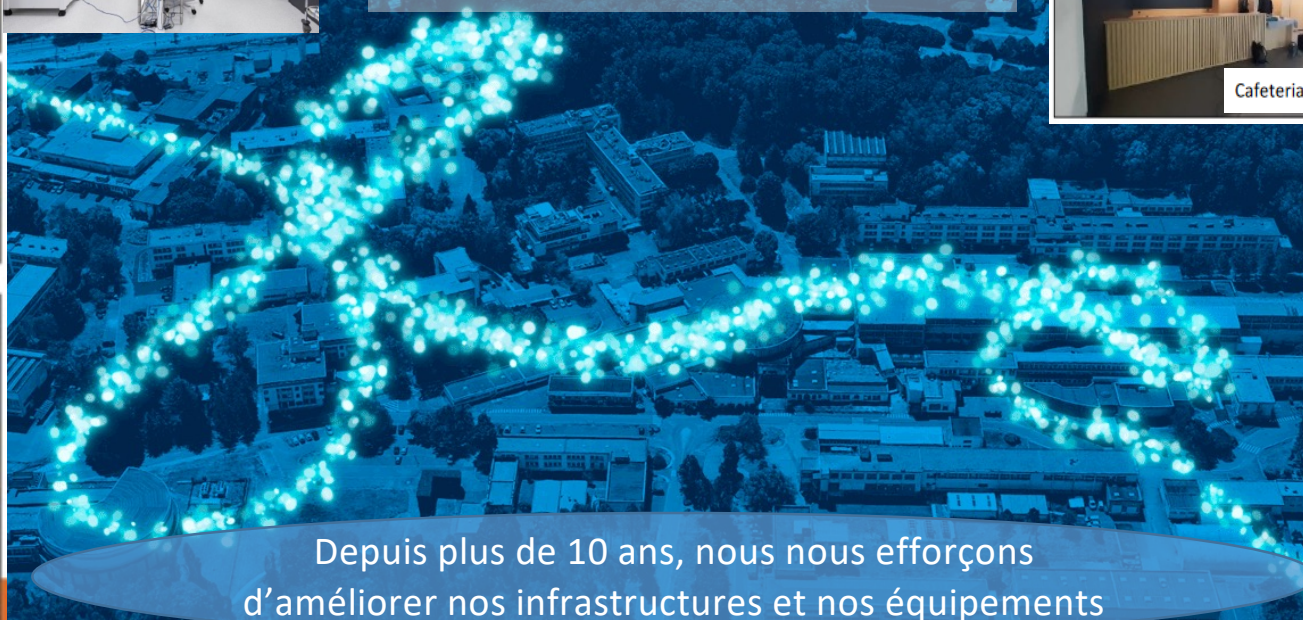 Cafeteria
Depuis plus de 10 ans, nous nous efforçons
d’améliorer nos infrastructures et nos équipements